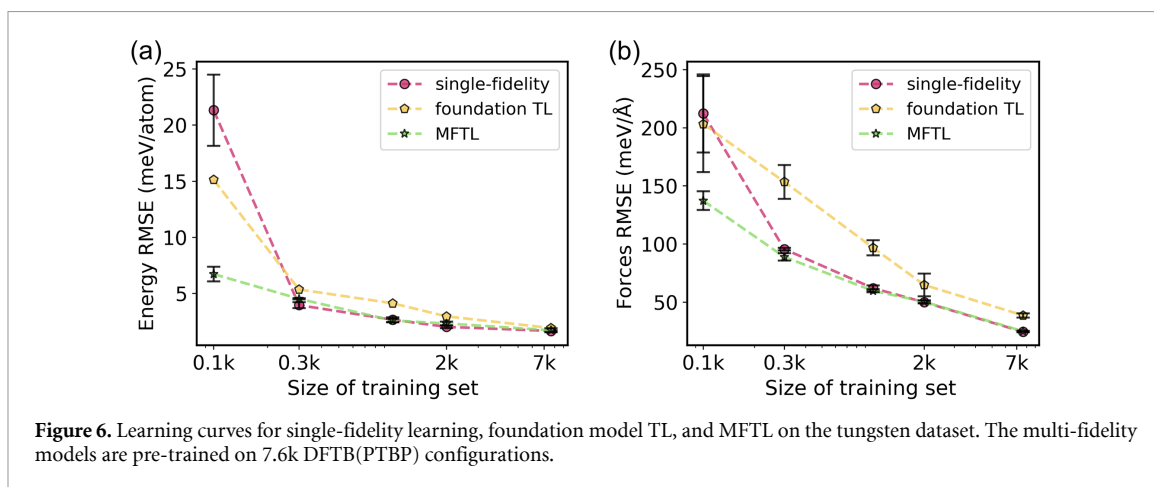 (a)
Energy RMSE (meV/atom)
25
20
15
10
5
0.1k 0.3k 2k 7k
Size of training set
single-fidelity
foundation TL
MFTL
(b)
Forces RMSE (meV/Å)
250
200
150
100
50
0.1k 0.3k 2k 7k
Size of training set
single-fidelity
foundation TL
MFTL
Figure 6. Learning curves for single-fidelity learning, foundation model TL, and MFTL on the tungsten dataset. The multi-fidelity
models are pre-trained on 7.6k DFTB(PTBP) configurations.